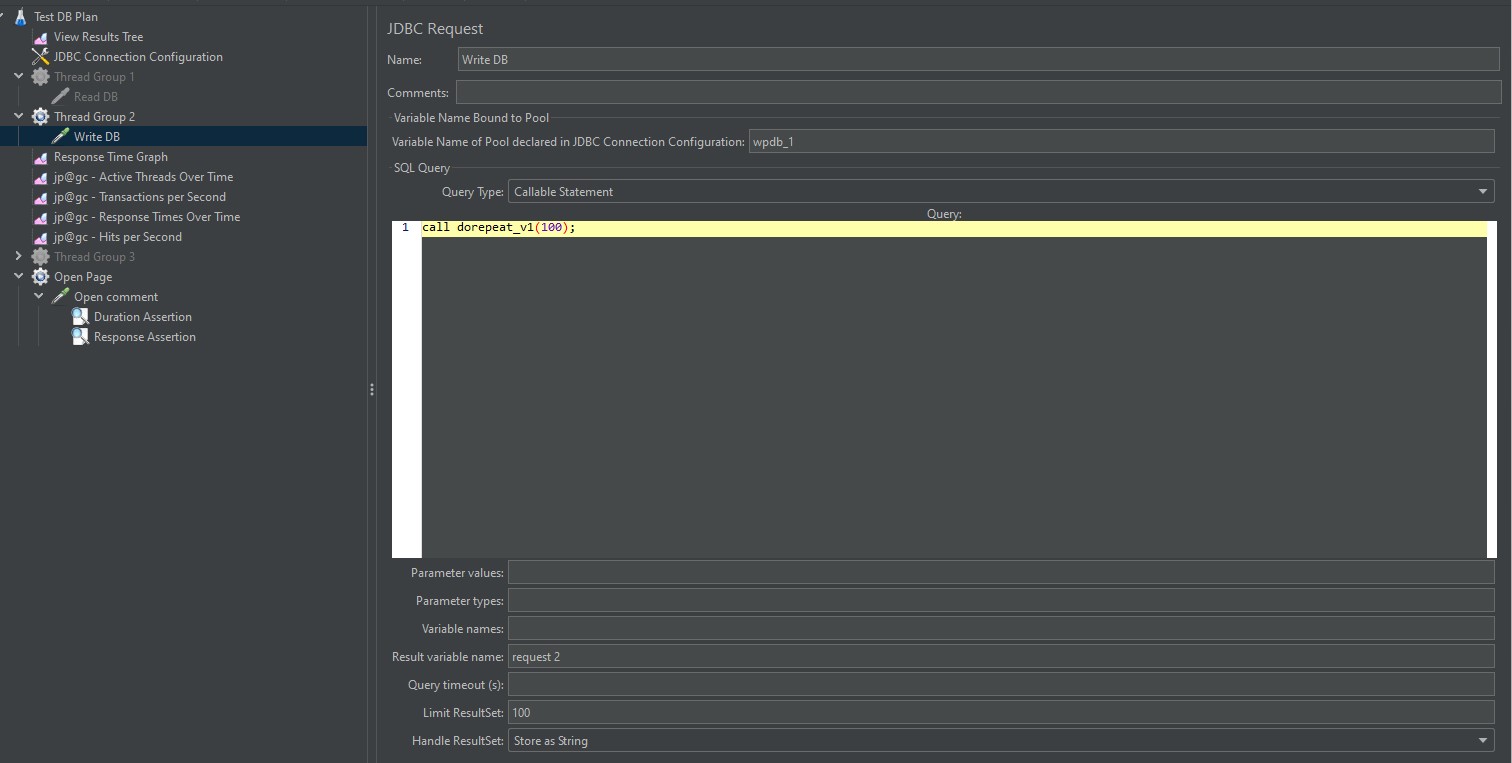 Test DB Plan
View Results Tree
JDBC Connection Configuration
Thread Group 1
Read DB
Thread Group 2
Write DB
Response Time Graph
jp@gc - Active Threads Over Time
jp@gc - Transactions per Second
jp@gc - Response Times Over Time
jp@gc - Hits per Second
Thread Group 3
Open Page
Open comment
Duration Assertion
Response Assertion
JDBC Request
Name: Write DB
Comments:
Variable Name Bound to Pool
Variable Name of Pool declared in JDBC Connection Configuration: wpdb_1
SQL Query
Query Type: Callable Statement
Query:
1 call dorepeat_v1(100);
Parameter values:
Parameter types:
Variable names:
Result variable name: request 2
Query timeout (s):
Limit ResultSet: 100
Handle ResultSet: Store as String